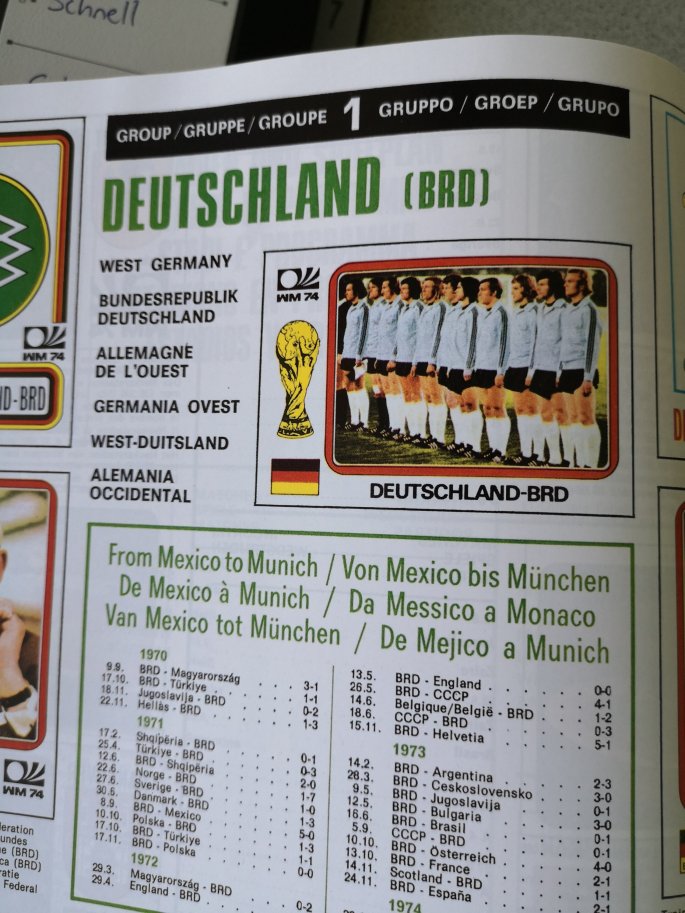 Schnell
7
GROUP / GRUPPE / GROUPE 1 GRUPPO / GROEP / GRUPO
DEUTSCHLAND (BRD)
WEST GERMANY
BUNDESREPUBLIK
DEUTSCHLAND
ALLEMAGNE
DE L'OUEST
GERMANIA OVEST
WEST-DUITSLAND
ALEMANIA
OCCIDENTAL
WM 74
DEUTSCHLAND-BRD
WM 74
ND-BRD
From Mexico to Munich / Von Mexico bis München
De Mexico à Munich / Da Messico a Monaco
Van Mexico tot München / De Mejico a Munich
1970
9.9. BRD - Magyarország . . . . 3-1
17.10. BRD - Türkiye . . . . 1-1
18.11. Jugoslavija - BRD . . . . 0-2
22.11. Hellás - BRD . . . . 1-3
1971
17.2. Shqipëria - BRD . . . . 0-1
25.4. Türkiye - BRD . . . . 0-3
12.6. BRD - Shqipëria . . . . 2-0
22.6. Norge - BRD . . . . 1-7
27.6. Sverige - BRD . . . . 1-0
30.6. Danmark - BRD . . . . 1-3
8.9. BRD - Mexico . . . . 5-0
10.10. Polska - BRD . . . . 1-3
17.10. BRD - Türkiye . . . . 1-1
17.11. BRD - Polska . . . . 0-0
1972
29.3. Magyarország - BRD . . . . 0-2
29.4. England - BRD
13.5. BRD - England . . . . 0-0
26.5. BRD - CCCP . . . . 4-1
14.6. Belgique/België - BRD . . . . 1-2
18.6. CCCP - BRD . . . . 0-3
15.11. BRD - Helvetia . . . . 5-1
1973
14.2. BRD - Argentina . . . . 2-3
28.3. BRD - Ceskoslovensko . . . . 3-0
9.5. BRD - Jugoslavija . . . . 0-1
12.5. BRD - Bulgaria . . . . 3-0
16.6. BRD - Brasil . . . . 0-1
5.9. CCCP - BRD . . . . 0-1
10.10. BRD - Österreich . . . . 4-0
13.10. BRD - France . . . . 2-1
14.11. Scotland - BRD . . . . 1-1
24.11. BRD - España . . . . 2-1
1974
WM 74
eration
undes
e (BRD)
ca (BRD)
ratie
Federal